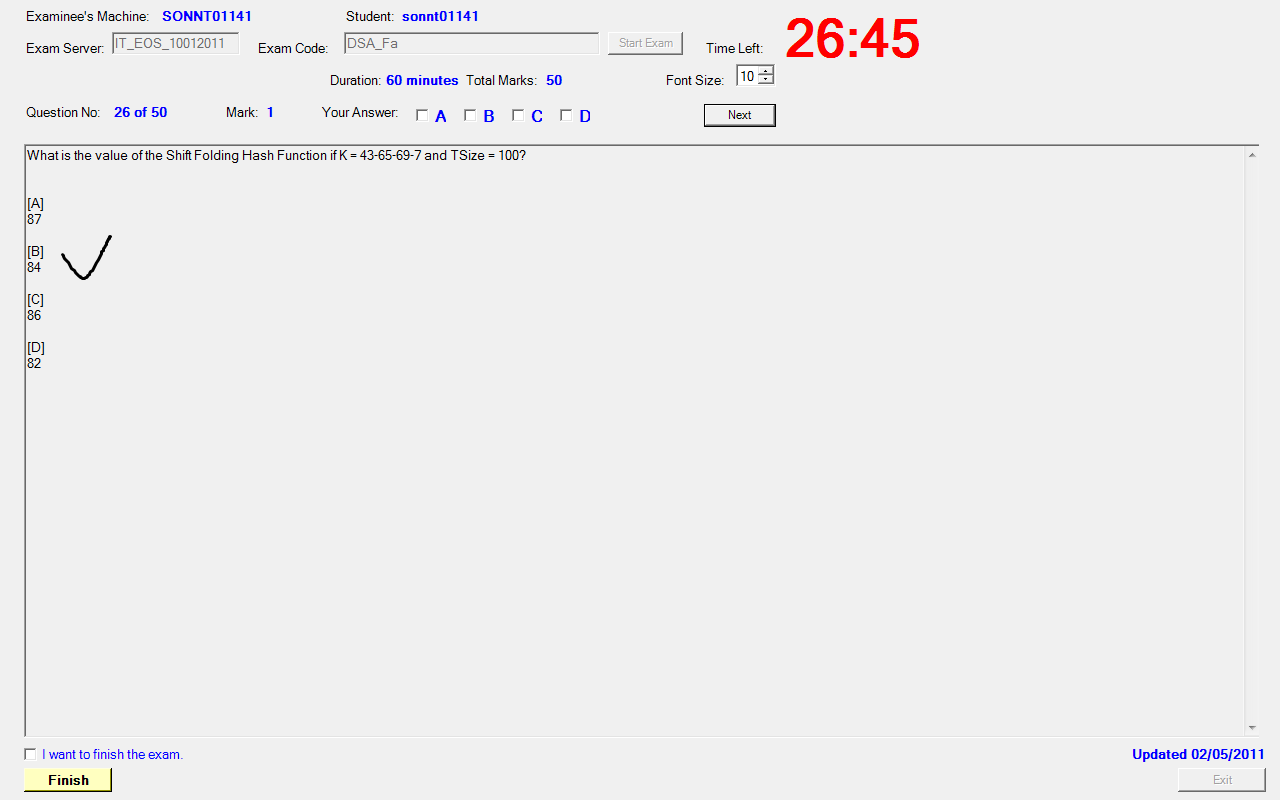 Examinee's Machine: SONNT01141 Student: sonnt01141
Exam Server: IT_EOS_10012011 Exam Code: DSA_Fa Start Exam Time Left: 26:45
Duration: 60 minutes Total Marks: 50 Font Size: 10
Question No: 26 of 50 Mark: 1 Your Answer: A B C D Next
What is the value of the Shift Folding Hash Function if K = 43-65-69-7 and TSize = 100?
[A]
87
[B]
84
[C]
86
[D]
82
I want to finish the exam. Updated 02/05/2011
Finish Exit